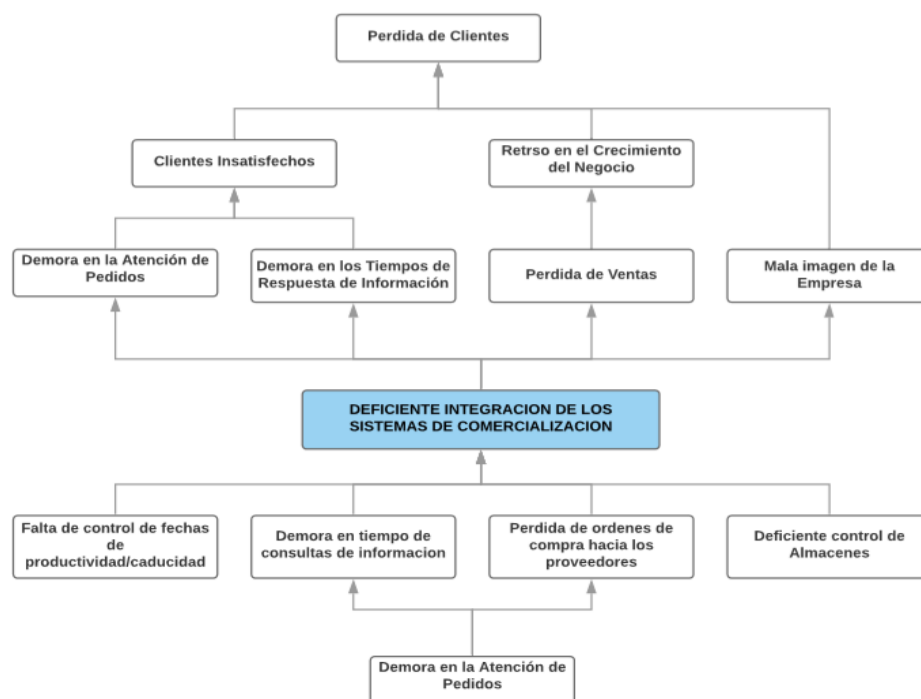 Perdida de Clientes
Clientes Insatisfechos
Retrso en el Crecimiento
del Negocio
Demora en la Atención de
Pedidos
Demora en los Tiempos de
Respuesta de Información
Perdida de Ventas
Mala imagen de la
Empresa
DEFICIENTE INTEGRACION DE LOS
SISTEMAS DE COMERCIALIZACION
Falta de control de fechas
de
productividad/caducidad
Demora en tiempo de
consultas de informacion
Perdida de ordenes de
compra hacia los
proveedores
Deficiente control de
Almacenes
Demora en la Atención de
Pedidos